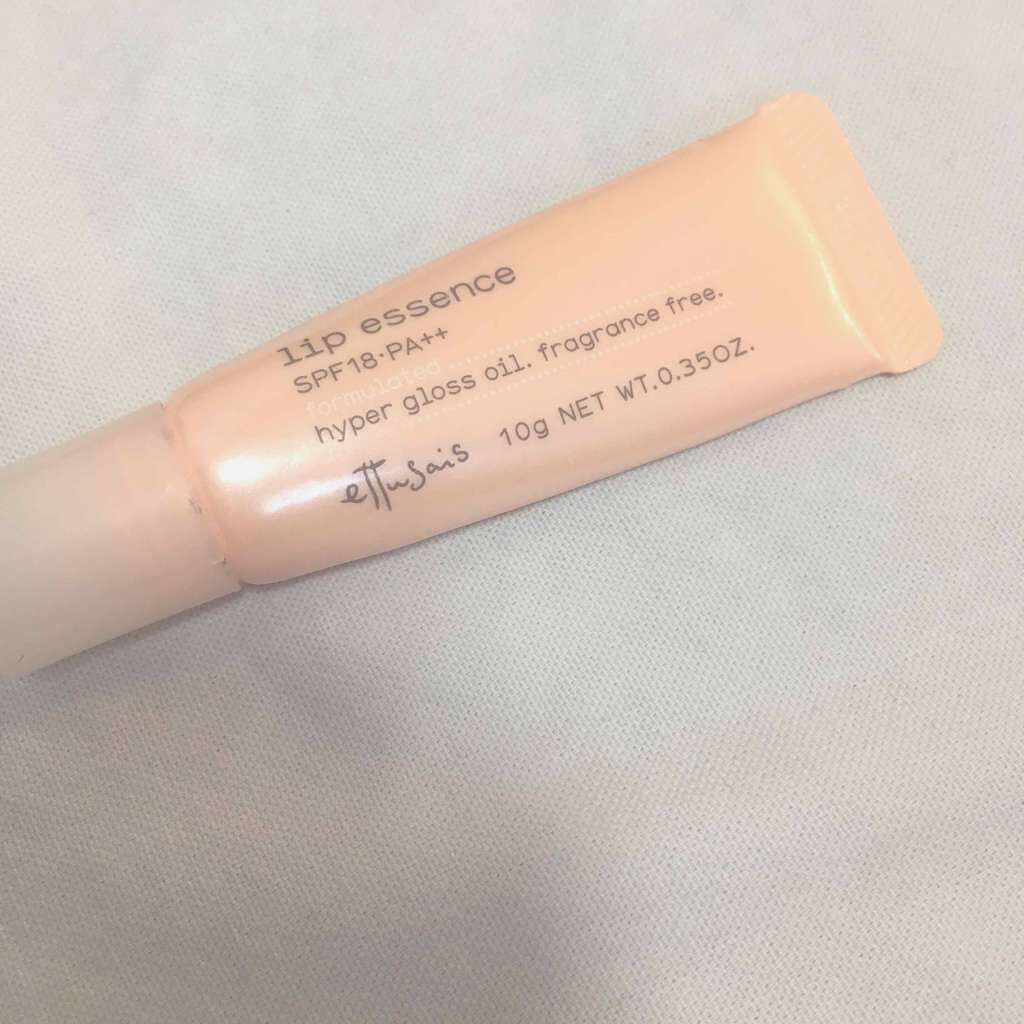 lip essence
SPF18·PA++
formulated
hyper gloss oil. fragrance free.
ettusais 10g NET WT.0.35OZ.